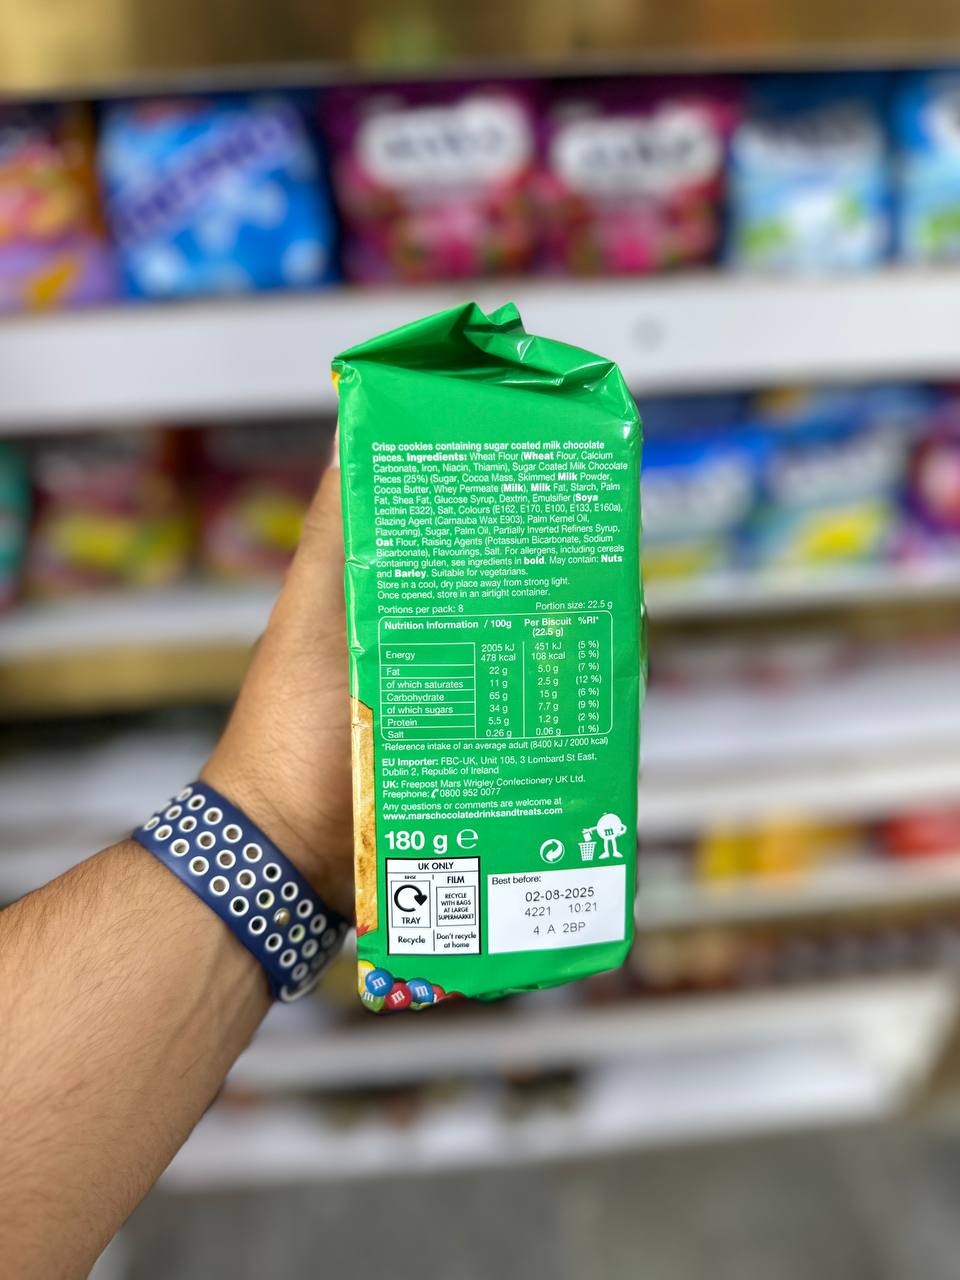 Crisp cookies containing sugar coated milk chocolate
pieces. Ingredients: Wheat Flour (Wheat Flour, Calcium
Carbonate, Iron, Niacin, Thiamin), Sugar Coated Milk Chocolate
Pieces (25%) (Sugar, Cocoa Mass, Skimmed Milk Powder,
Cocoa Butter, Whey Permeate (Milk), Milk Fat, Starch, Palm
Fat, Shea Fat, Glucose Syrup, Dextrin, Emulsifier (Soya
Lecithin E322), Salt, Colours (E162, E170, E100, E133, E160a),
Glazing Agent (Carnauba Wax E903), Palm Kernel Oil,
Flavouring), Sugar, Palm Oil, Partially Inverted Refiners Syrup,
Oat Flour, Raising Agents (Potassium Bicarbonate, Sodium
Bicarbonate), Flavourings, Salt. For allergens, including cereals
containing gluten, see ingredients in bold. May contain: Nuts
and Barley. Suitable for vegetarians.
Store in a cool, dry place away from strong light.
Once opened, store in an airtight container.
Portions per pack: 8 Portion size: 22.5 g
Nutrition Information / 100g Per Biscuit (22.5 g) %RI*
Energy 2005 kJ 451 kJ (5 %)
478 kcal 108 kcal (5 %)
Fat 22 g 5.0 g (7 %)
of which saturates 11 g 2.5 g (12 %)
Carbohydrate 65 g 15 g (6 %)
of which sugars 34 g 7.7 g (9 %)
Protein 5.5 g 1.2 g (2 %)
Salt 0.26 g 0.06 g (1 %)
*Reference intake of an average adult (8400 kJ / 2000 kcal)
EU Importer: FBC-UK, Unit 105, 3 Lombard St East,
Dublin 2, Republic of Ireland
UK: Freepost Mars Wrigley Confectionery UK Ltd.
Freephone: 0800 952 0077
Any questions or comments are welcome at
www.marschocolatedrinksandtreats.com
180 g ℮
m
UK ONLY
RINSE
TRAY
Recycle
FILM
RECYCLE
WITH BAGS
AT LARGE
SUPERMARKET
Don't recycle
at home
Best before:
02-08-2025
4221 10:21
4 A 2BP
m m m m